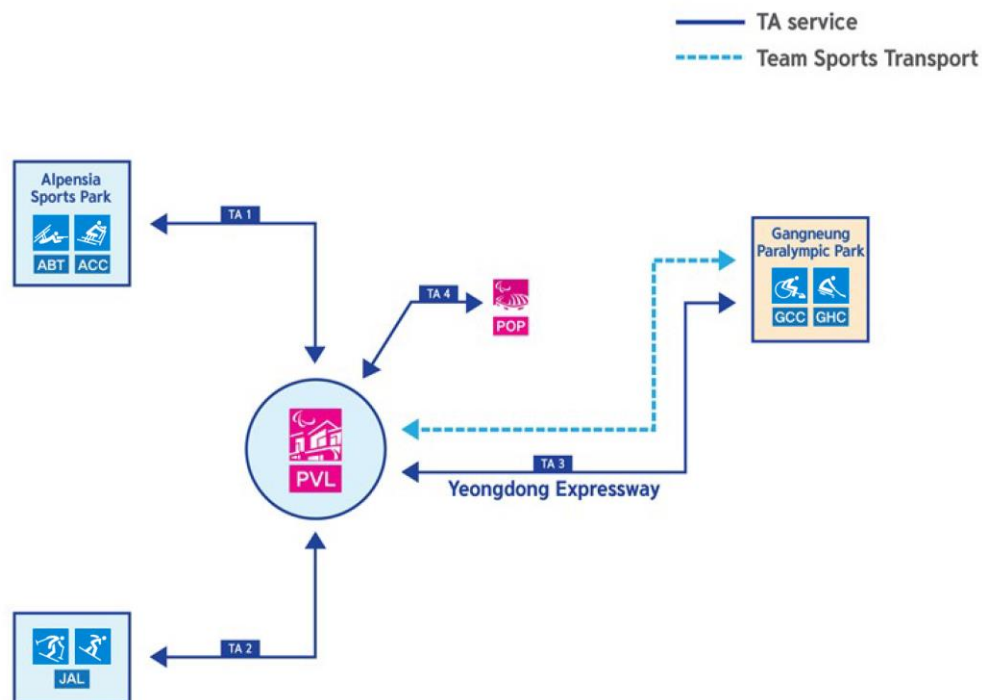 TA service
Team Sports Transport
Alpensia
Sports Park
ABT ACC
TA 1
TA 4
POP
Gangneung
Paralympic Park
GCC GHC
PVL
TA 3
Yeongdong Expressway
TA 2
JAL